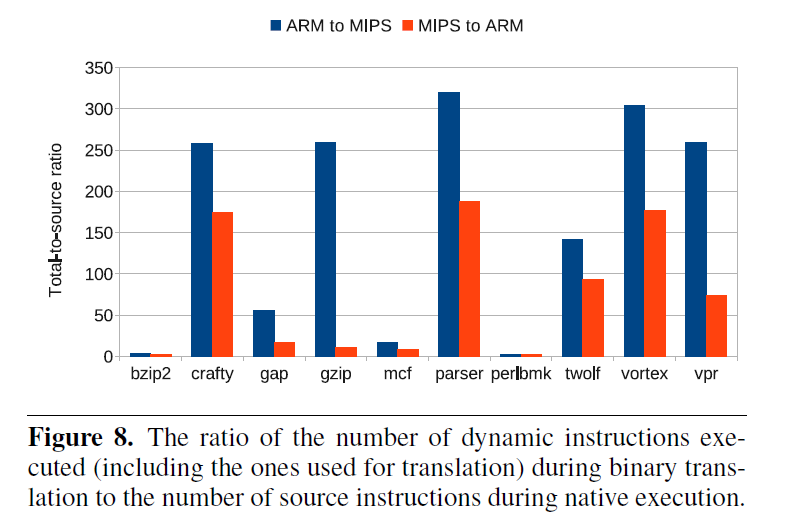 ARM to MIPS MIPS to ARM
350
300
250
200
150
100
50
0
Total-to-source ratio
bzip2 crafty gap gzip mcf parser perlbmk twolf vortex vpr
Figure 8. The ratio of the number of dynamic instructions exe-
cuted (including the ones used for translation) during binary trans-
lation to the number of source instructions during native execution.